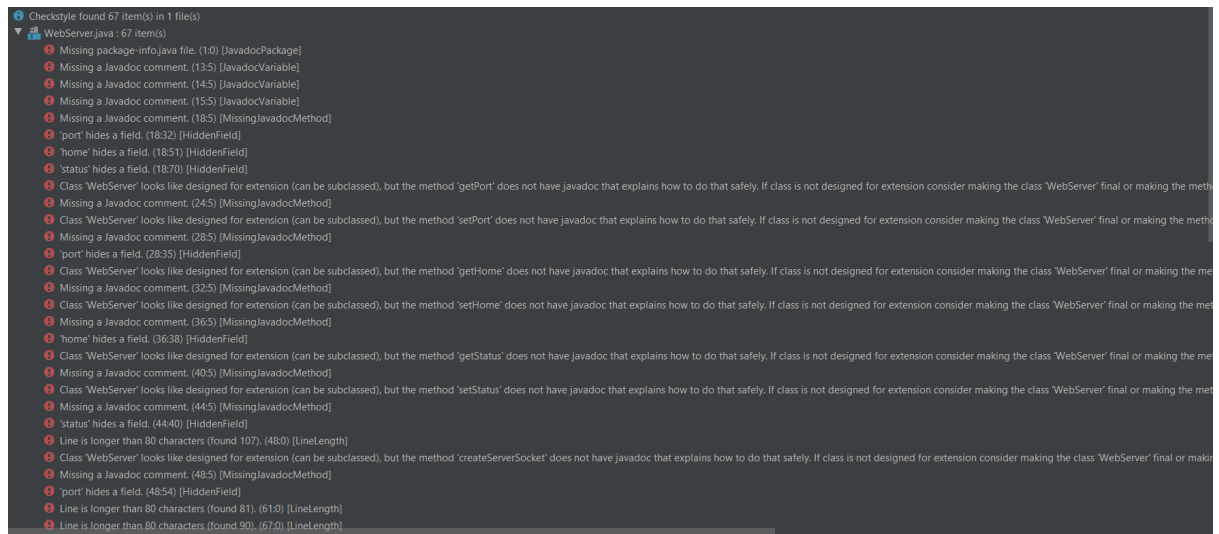 Checkstyle found 67 item(s) in 1 file(s)
WebServer.java : 67 item(s)
Missing package-info.java file. (1:0) [JavadocPackage]
Missing a Javadoc comment. (13:5) [JavadocVariable]
Missing a Javadoc comment. (14:5) [JavadocVariable]
Missing a Javadoc comment. (15:5) [JavadocVariable]
Missing a Javadoc comment. (18:5) [MissingJavadocMethod]
'port' hides a field. (18:32) [HiddenField]
'home' hides a field. (18:51) [HiddenField]
'status' hides a field. (18:70) [HiddenField]
Class 'WebServer' looks like designed for extension (can be subclassed), but the method 'getPort' does not have javadoc that explains how to do that safely. If class is not designed for extension consider making the class 'WebServer' final or making the meth
Missing a Javadoc comment. (24:5) [MissingJavadocMethod]
Class 'WebServer' looks like designed for extension (can be subclassed), but the method 'setPort' does not have javadoc that explains how to do that safely. If class is not designed for extension consider making the class 'WebServer' final or making the metho
Missing a Javadoc comment. (28:5) [MissingJavadocMethod]
'port' hides a field. (28:35) [HiddenField]
Class 'WebServer' looks like designed for extension (can be subclassed), but the method 'getHome' does not have javadoc that explains how to do that safely. If class is not designed for extension consider making the class 'WebServer' final or making the me
Missing a Javadoc comment. (32:5) [MissingJavadocMethod]
Class 'WebServer' looks like designed for extension (can be subclassed), but the method 'setHome' does not have javadoc that explains how to do that safely. If class is not designed for extension consider making the class 'WebServer' final or making the met
Missing a Javadoc comment. (36:5) [MissingJavadocMethod]
'home' hides a field. (36:38) [HiddenField]
Class 'WebServer' looks like designed for extension (can be subclassed), but the method 'getStatus' does not have javadoc that explains how to do that safely. If class is not designed for extension consider making the class 'WebServer' final or making the me
Missing a Javadoc comment. (40:5) [MissingJavadocMethod]
Class 'WebServer' looks like designed for extension (can be subclassed), but the method 'setStatus' does not have javadoc that explains how to do that safely. If class is not designed for extension consider making the class 'WebServer' final or making the met
Missing a Javadoc comment. (44:5) [MissingJavadocMethod]
'status' hides a field. (44:40) [HiddenField]
Line is longer than 80 characters (found 107). (48:0) [LineLength]
Class 'WebServer' looks like designed for extension (can be subclassed), but the method 'createServerSocket' does not have javadoc that explains how to do that safely. If class is not designed for extension consider making the class 'WebServer' final or makin
Missing a Javadoc comment. (48:5) [MissingJavadocMethod]
'port' hides a field. (48:54) [HiddenField]
Line is longer than 80 characters (found 81). (61:0) [LineLength]
Line is longer than 80 characters (found 90). (67:0) [LineLength]